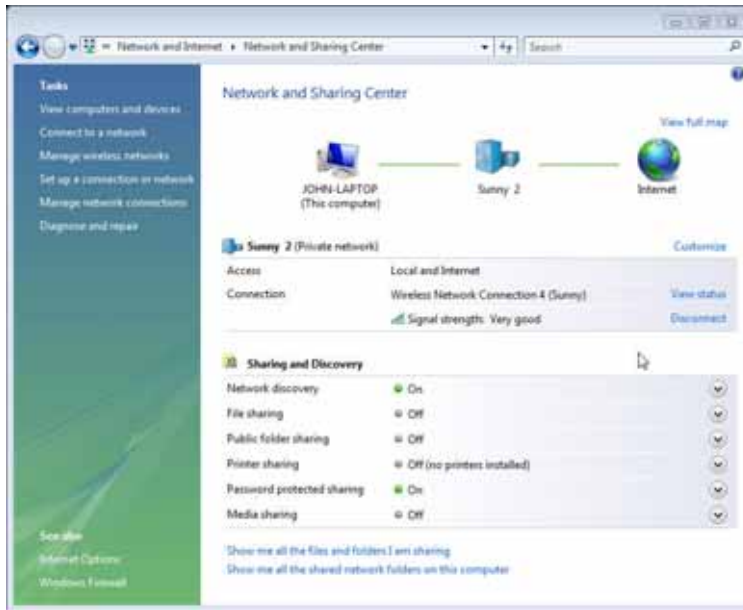 Network and Internet ▸ Network and Sharing Center
Search
Tasks
View computers and devices
Connect to a network
Manage wireless networks
Set up a connection or network
Manage network connections
Diagnose and repair
See also
Internet Options
Windows Firewall
Network and Sharing Center
View full map
JOHN-LAPTOP
(This computer)
Sunny 2
Internet
Sunny 2 (Private network)
Customize
Access Local and Internet
Connection Wireless Network Connection 4 (Sunny) View status
Signal strength: Very good Disconnect
Sharing and Discovery
Network discovery On
File sharing Off
Public folder sharing Off
Printer sharing Off (no printers installed)
Password protected sharing On
Media sharing Off
Show me all the files and folders I am sharing
Show me all the shared network folders on this computer